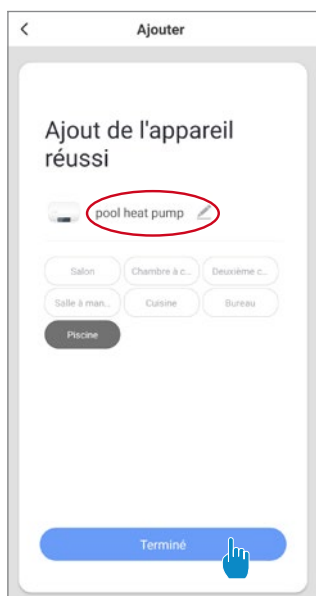 Ajouter
Ajout de l'appareil
réussi
pool heat pump
Salon
Chambre à c...
Deuxième c...
Salle à man...
Cuisine
Bureau
Piscine
Terminé